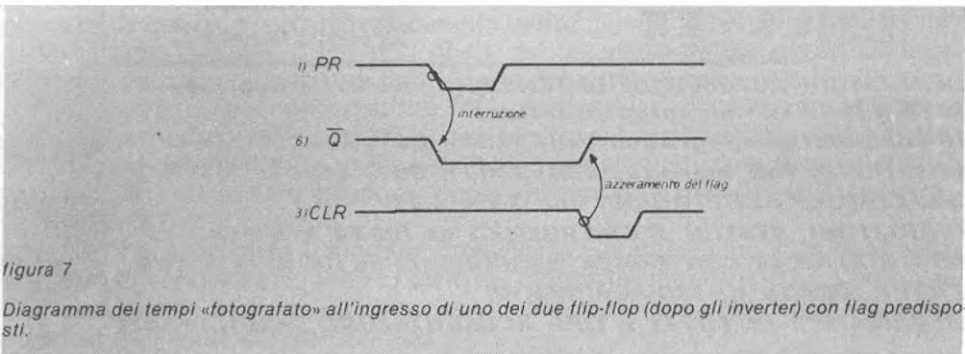 1) PR
interruzione
6) Q
azzeramento del flag
3) CLR
figura 7
Diagramma dei tempi «fotografato» all'ingresso di uno dei due flip-flop (dopo gli inverter) con flag predispo-
sti.